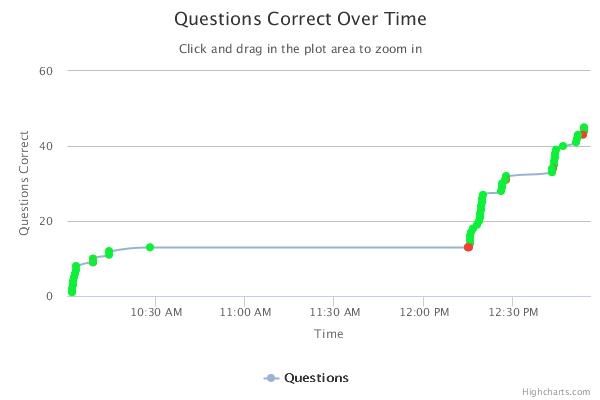 Questions Correct Over Time
Click and drag in the plot area to zoom in
Questions Correct
60
40
20
0
10:30 AM 11:00 AM 11:30 AM 12:00 PM 12:30 PM
Time
Questions
Highcharts.com